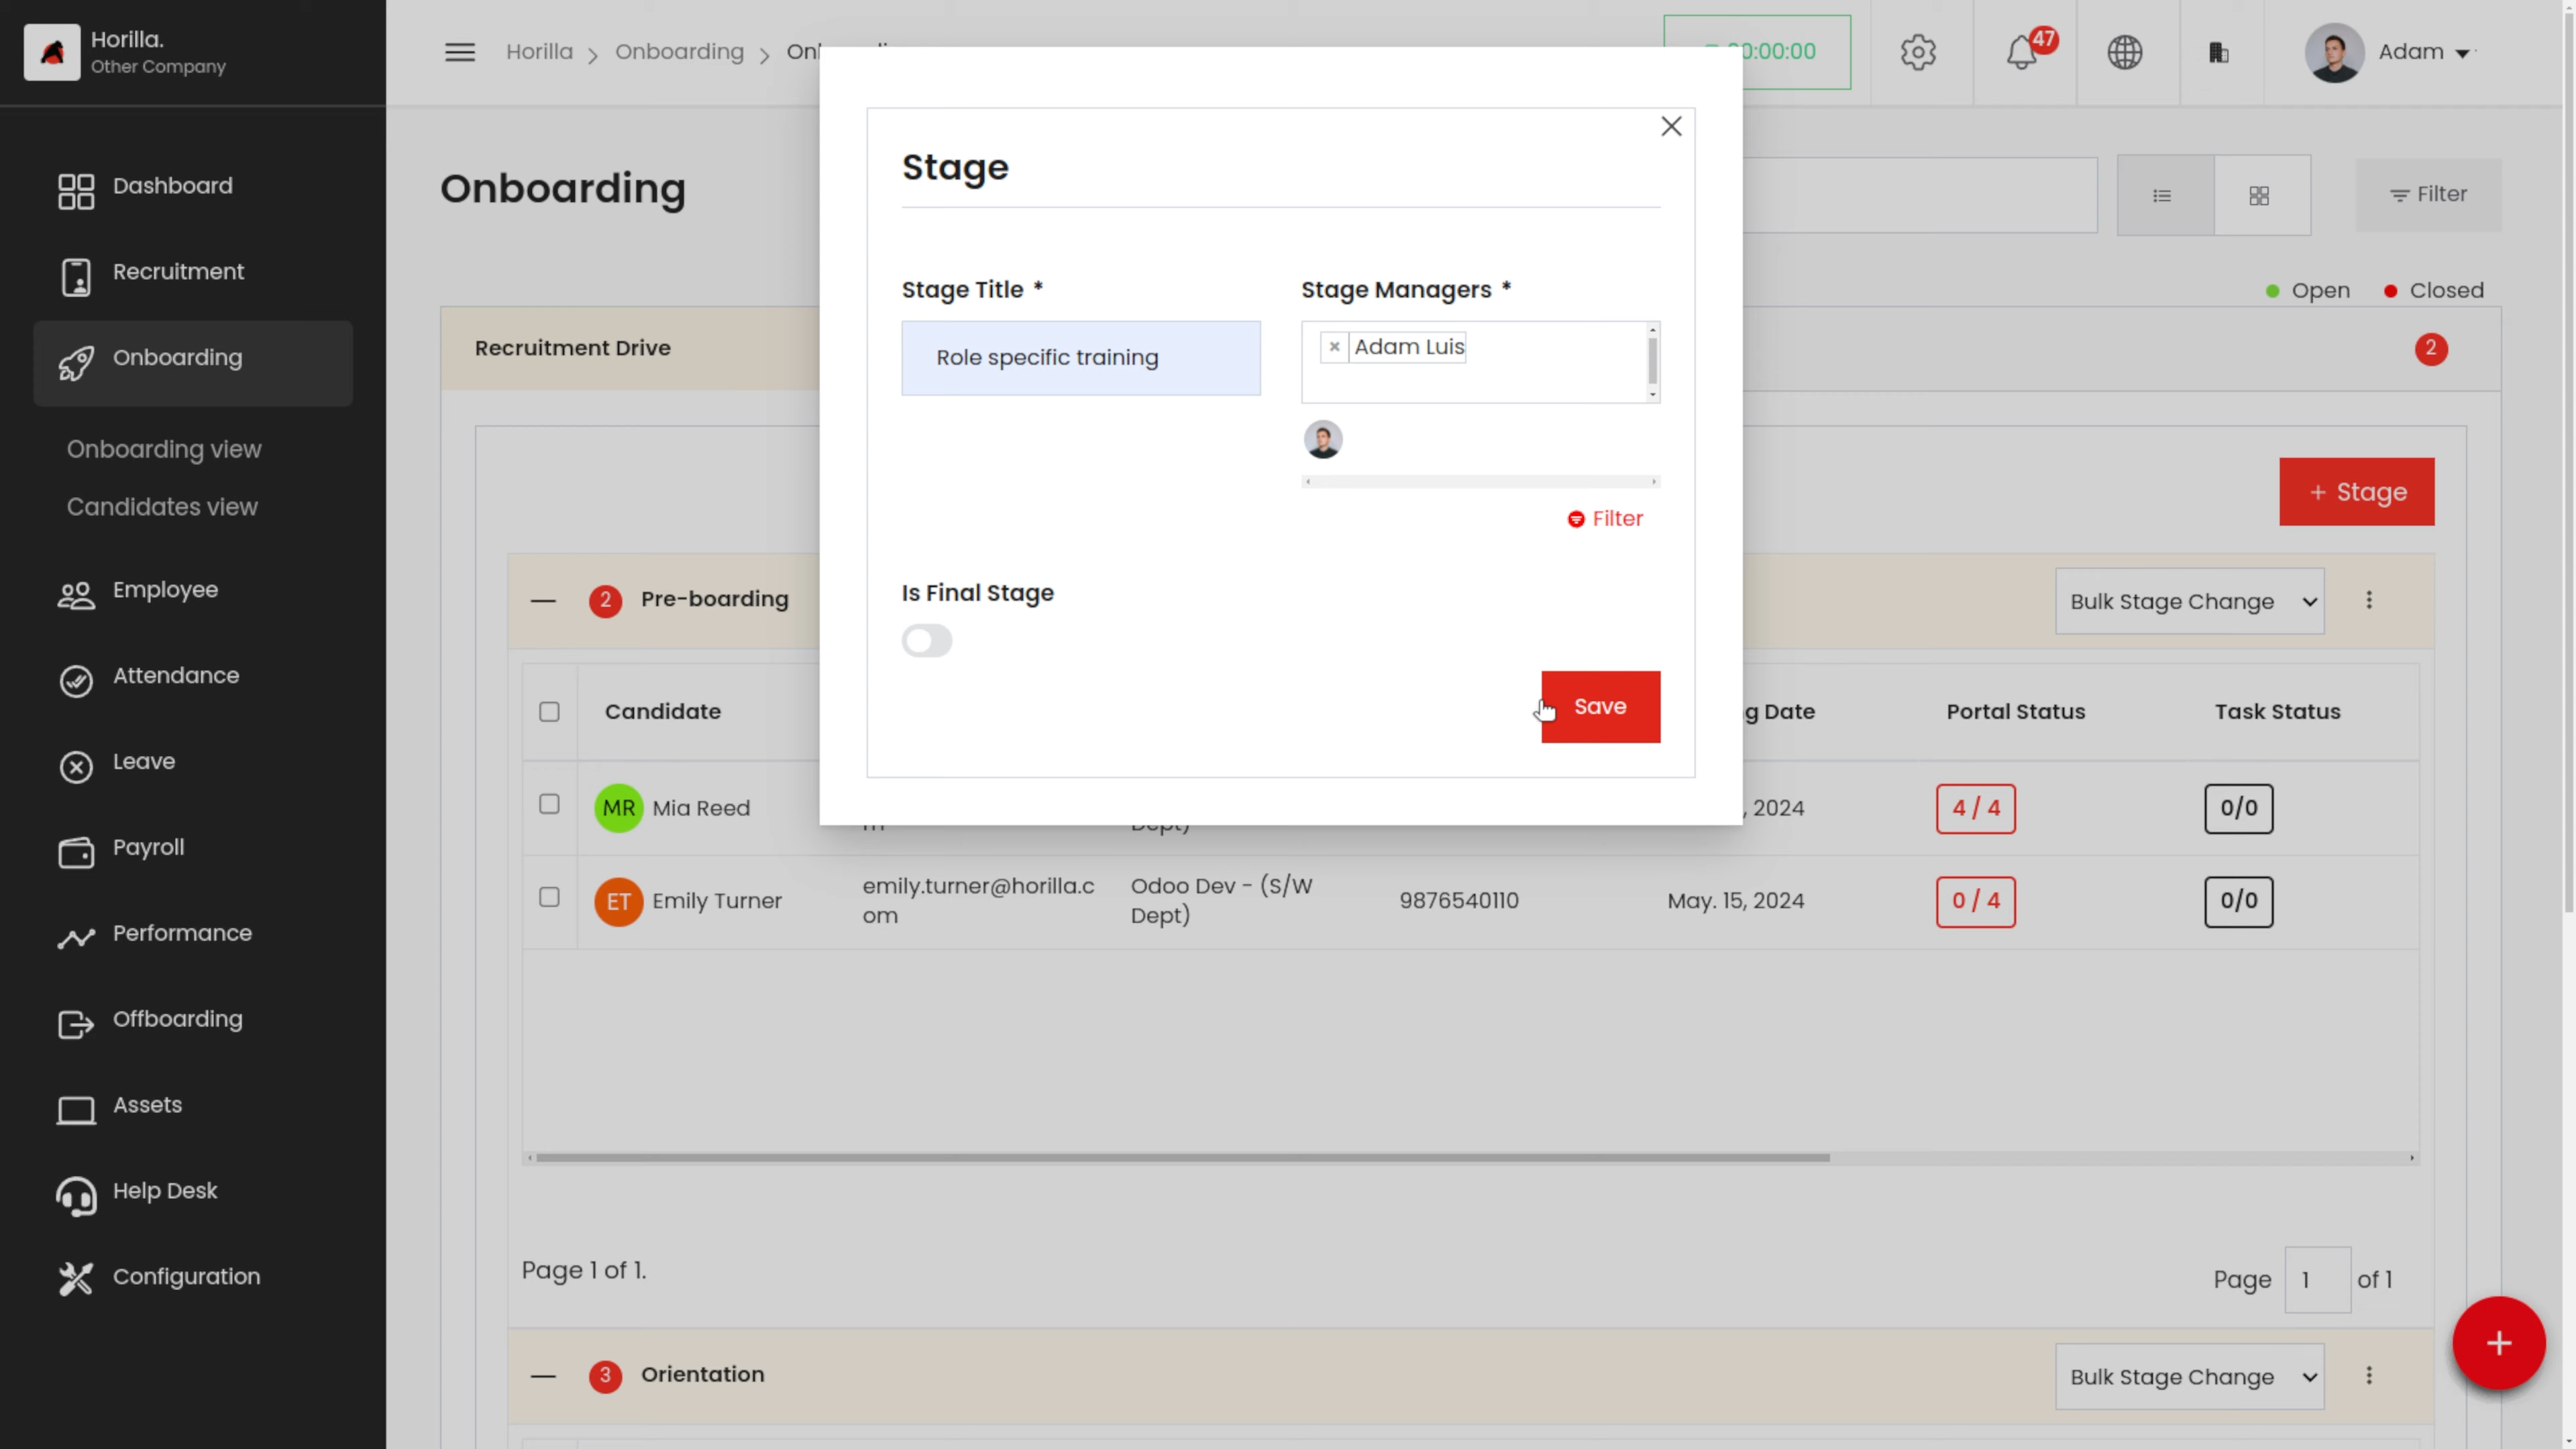 Horilla.
Other Company
Dashboard
Recruitment
Onboarding
Onboarding view
Candidates view
Employee
Attendance
Leave
Payroll
Performance
Offboarding
Assets
Help Desk
Configuration
Horilla > Onboarding >
00:00:00
47
Adam
Onboarding
Filter
Open
Closed
Recruitment Drive
2
+ Stage
Stage
Stage Title *
Role specific training
Stage Managers *
× Adam Luis
Filter
Is Final Stage
Save
2 Pre-boarding
Bulk Stage Change
Candidate
g Date
Portal Status
Task Status
MR Mia Reed
, 2024
4 / 4
0/0
ET Emily Turner
emily.turner@horilla.c
om
Odoo Dev - (S/W
Dept)
9876540110
May. 15, 2024
0 / 4
0/0
Page 1 of 1.
Page 1 of 1
3 Orientation
Bulk Stage Change
+